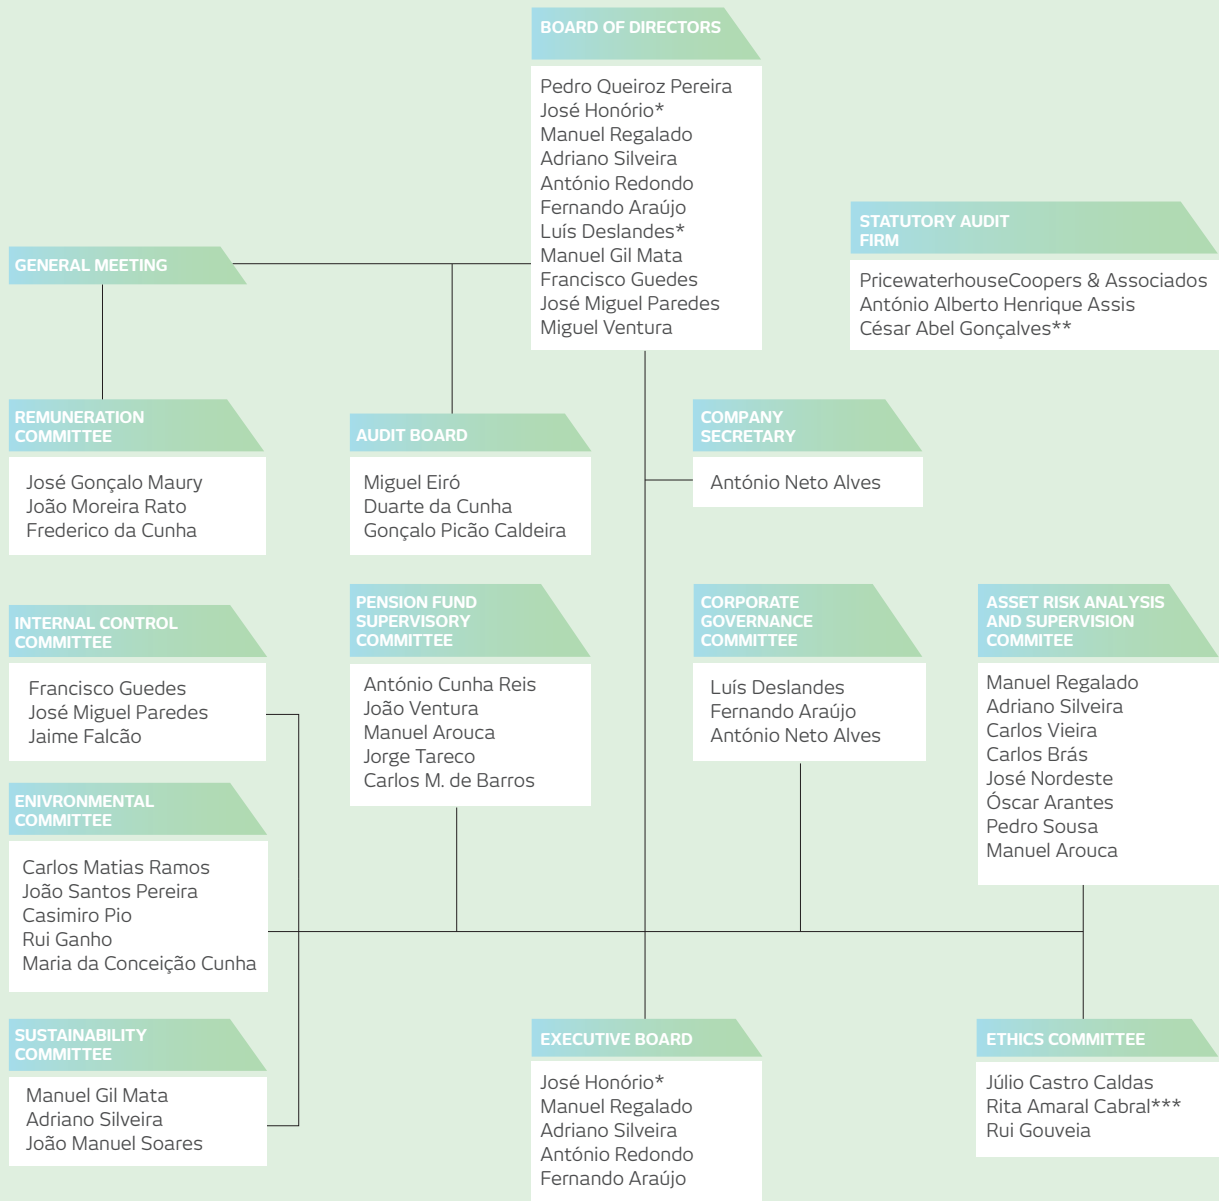 BOARD OF DIRECTORS
Pedro Queiroz Pereira
José Honório*
Manuel Regalado
Adriano Silveira
António Redondo
Fernando Araújo
Luís Deslandes*
Manuel Gil Mata
Francisco Guedes
José Miguel Paredes
Miguel Ventura
STATUTORY AUDIT
FIRM
PricewaterhouseCoopers & Associados
António Alberto Henrique Assis
César Abel Gonçalves**
GENERAL MEETING
REMUNERATION
COMMITTEE
José Gonçalo Maury
João Moreira Rato
Frederico da Cunha
AUDIT BOARD
Miguel Eiró
Duarte da Cunha
Gonçalo Picão Caldeira
COMPANY
SECRETARY
António Neto Alves
INTERNAL CONTROL
COMMITTEE
Francisco Guedes
José Miguel Paredes
Jaime Falcão
PENSION FUND
SUPERVISORY
COMMITTEE
António Cunha Reis
João Ventura
Manuel Arouca
Jorge Tareco
Carlos M. de Barros
CORPORATE
GOVERNANCE
COMMITTEE
Luís Deslandes
Fernando Araújo
António Neto Alves
ASSET RISK ANALYSIS
AND SUPERVISION
COMMITEE
Manuel Regalado
Adriano Silveira
Carlos Vieira
Carlos Brás
José Nordeste
Óscar Arantes
Pedro Sousa
Manuel Arouca
ENIVRONMENTAL
COMMITTEE
Carlos Matias Ramos
João Santos Pereira
Casimiro Pio
Rui Ganho
Maria da Conceição Cunha
SUSTAINABILITY
COMMITTEE
Manuel Gil Mata
Adriano Silveira
João Manuel Soares
EXECUTIVE BOARD
José Honório*
Manuel Regalado
Adriano Silveira
António Redondo
Fernando Araújo
ETHICS COMMITTEE
Júlio Castro Caldas
Rita Amaral Cabral***
Rui Gouveia